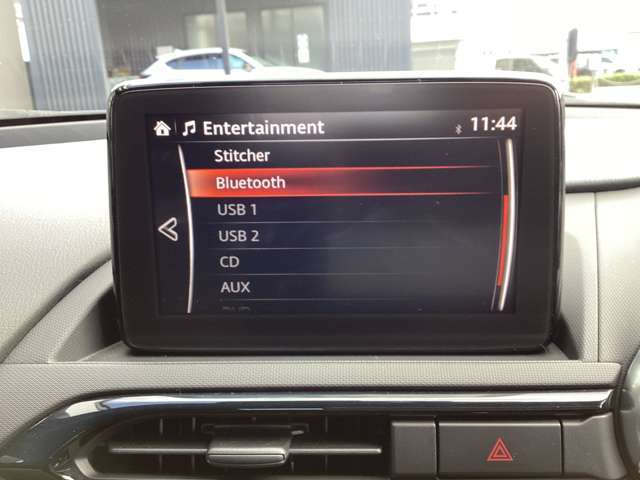 Entertainment 11:44
Stitcher
Bluetooth
USB 1
USB 2
CD
AUX